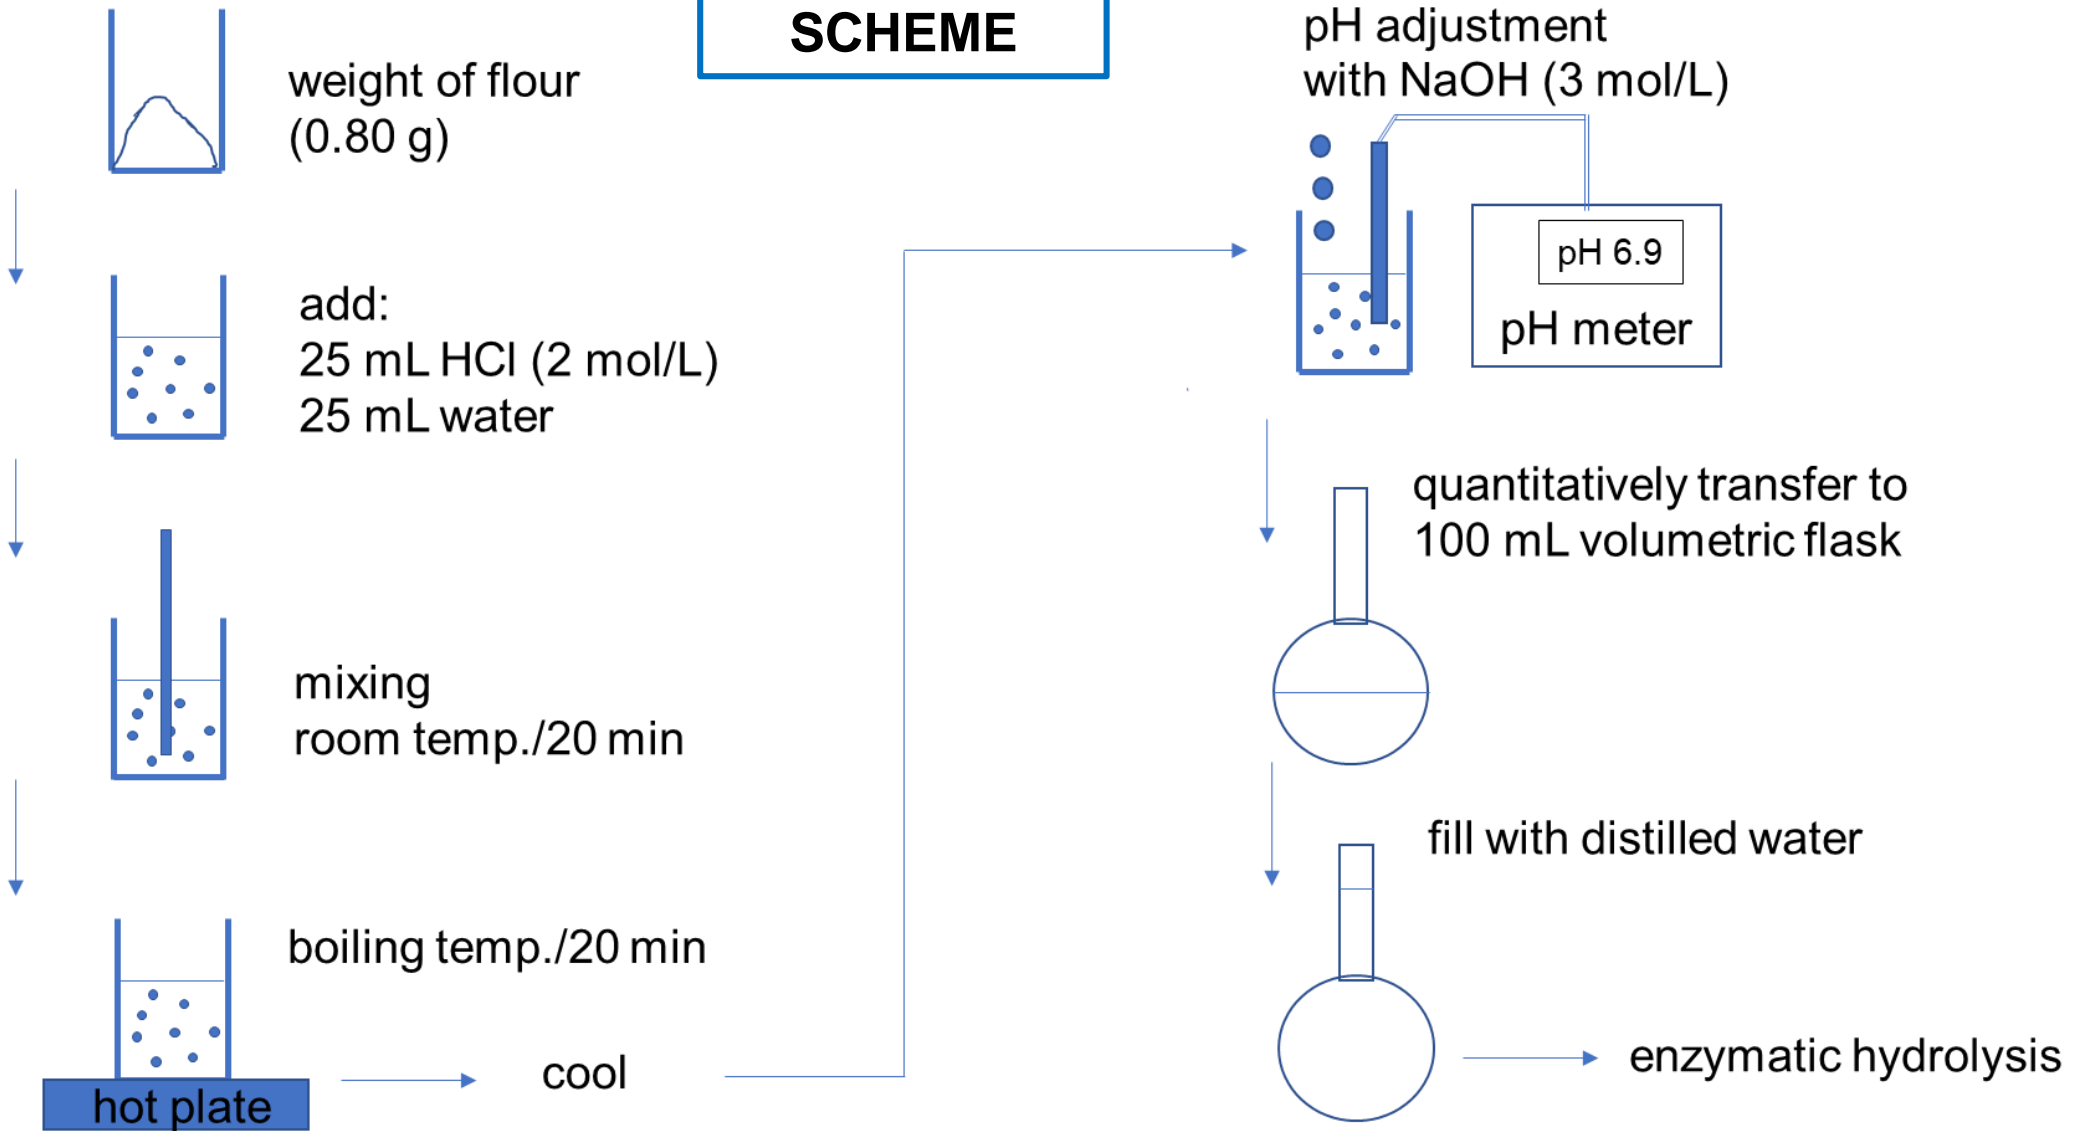 SCHEME
weight of flour
(0.80 g)
add:
25 mL HCl (2 mol/L)
25 mL water
mixing
room temp./20 min
boiling temp./20 min
hot plate
cool
pH adjustment
with NaOH (3 mol/L)
pH 6.9
pH meter
quantitatively transfer to
100 mL volumetric flask
fill with distilled water
enzymatic hydrolysis